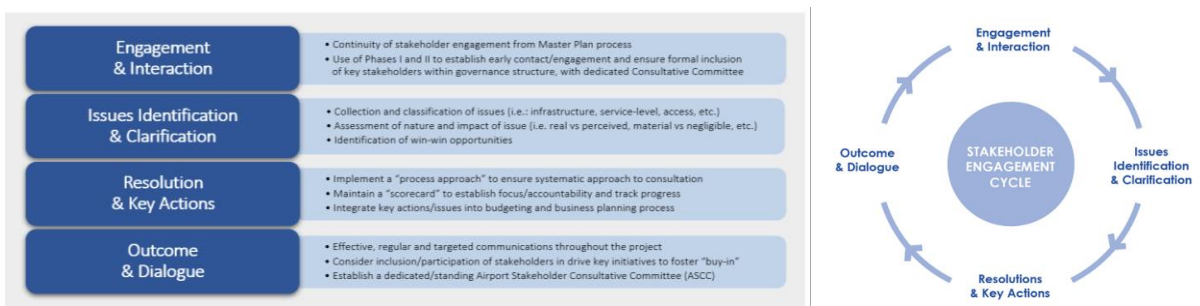 Engagement
& Interaction
• Continuity of stakeholder engagement from Master Plan process
• Use of Phases I and II to establish early contact/engagement and ensure formal inclusion
of key stakeholders within governance structure, with dedicated Consultative Committee
Issues Identification
& Clarification
• Collection and classification of issues (i.e.: infrastructure, service-level, access, etc.)
• Assessment of nature and impact of issue (i.e. real vs perceived, material vs negligible, etc.)
• Identification of win-win opportunities
Resolution
& Key Actions
• Implement a “process approach” to ensure systematic approach to consultation
• Maintain a “scorecard” to establish focus/accountability and track progress
• Integrate key actions/issues into budgeting and business planning process
Outcome
& Dialogue
• Effective, regular and targeted communications throughout the project
• Consider inclusion/participation of stakeholders in drive key initiatives to foster “buy-in”
• Establish a dedicated/standing Airport Stakeholder Consultative Committee (ASCC)
Engagement
& Interaction
Outcome
& Dialogue
STAKEHOLDER
ENGAGEMENT
CYCLE
Issues
Identification
& Clarification
Resolutions
& Key Actions